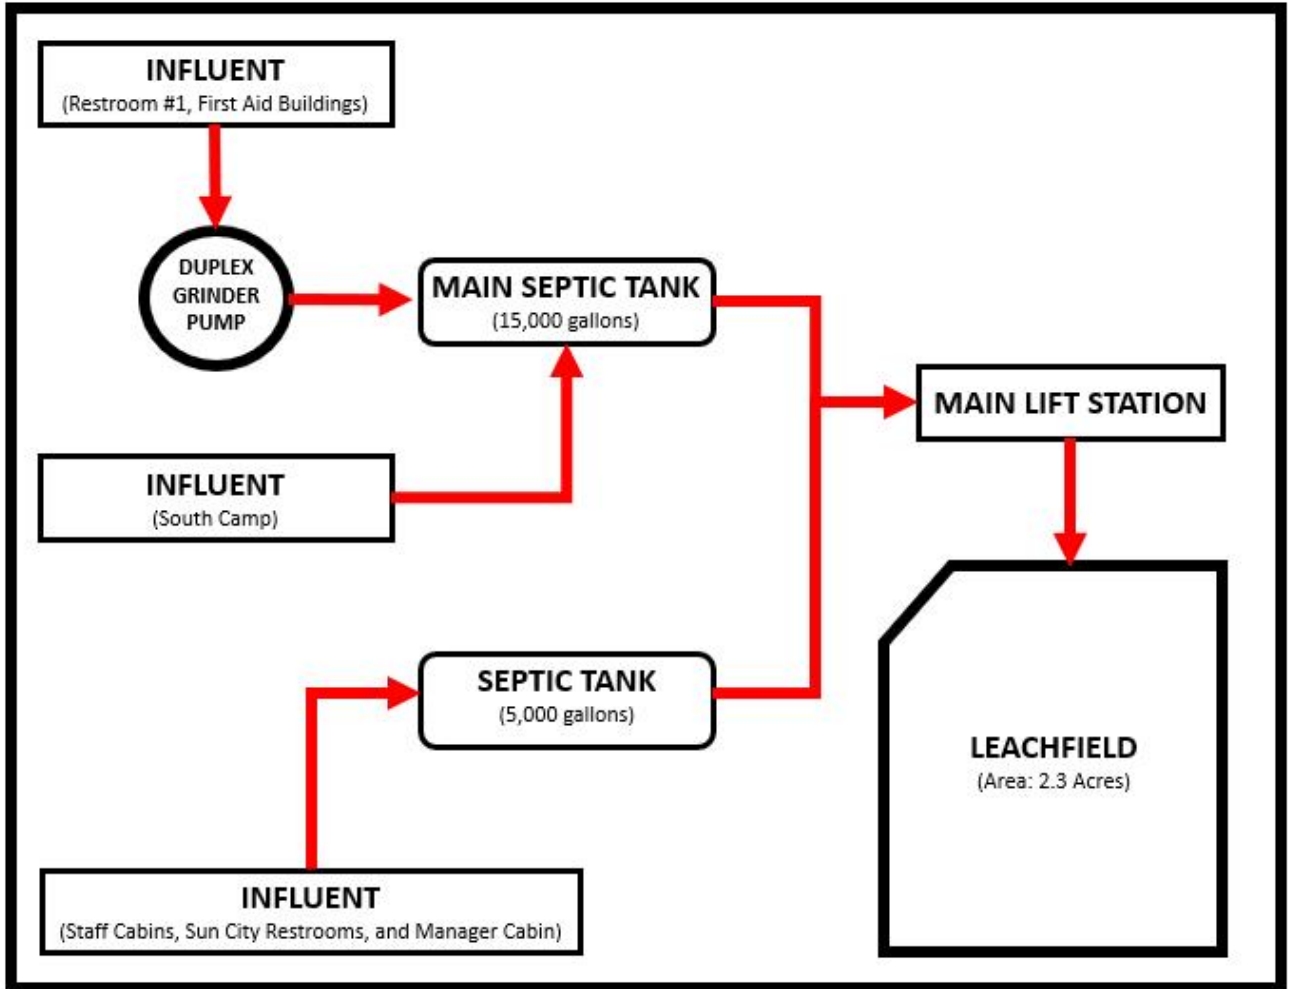 INFLUENT
(Restroom #1, First Aid Buildings)
DUPLEX
GRINDER
PUMP
MAIN SEPTIC TANK
(15,000 gallons)
MAIN LIFT STATION
INFLUENT
(South Camp)
SEPTIC TANK
(5,000 gallons)
LEACHFIELD
(Area: 2.3 Acres)
INFLUENT
(Staff Cabins, Sun City Restrooms, and Manager Cabin)